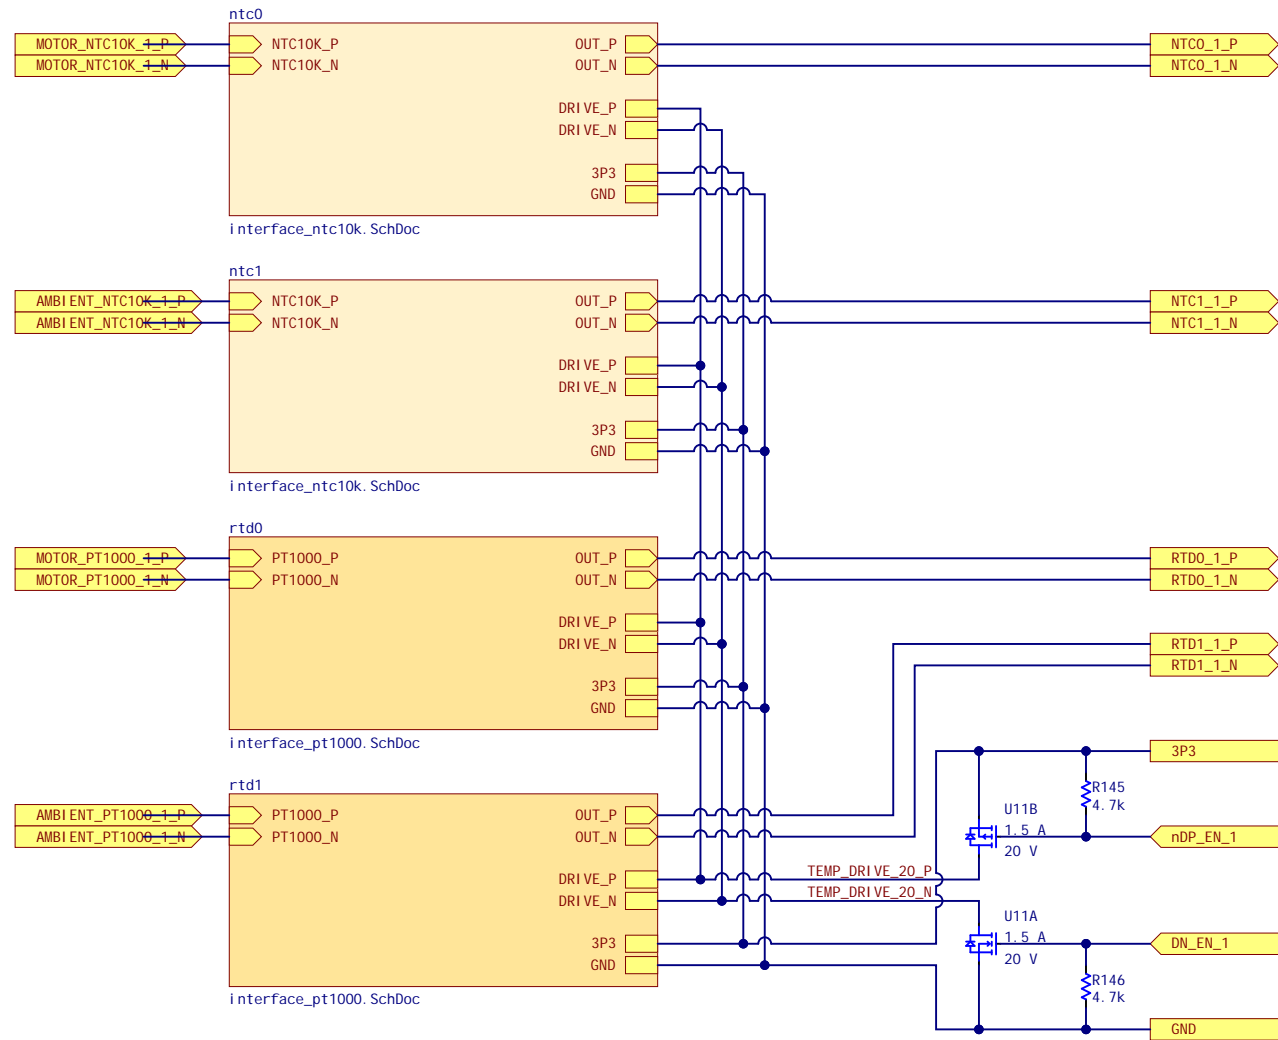 ntc0
MOTOR_NTC10K_1_P NTC10K_P OUT_P NTC0_1_P
MOTOR_NTC10K_1_N NTC10K_N OUT_N NTC0_1_N
DRIVE_P
DRIVE_N
3P3
GND
interface_ntc10k.SchDoc
ntc1
AMBIENT_NTC10K_1_P NTC10K_P OUT_P NTC1_1_P
AMBIENT_NTC10K_1_N NTC10K_N OUT_N NTC1_1_N
DRIVE_P
DRIVE_N
3P3
GND
interface_ntc10k.SchDoc
rtd0
MOTOR_PT1000_1_P PT1000_P OUT_P RTD0_1_P
MOTOR_PT1000_1_N PT1000_N OUT_N RTD0_1_N
DRIVE_P
DRIVE_N RTD1_1_P
RTD1_1_N
3P3
GND
interface_pt1000.SchDoc
3P3
rtd1
R145
4.7k
AMBIENT_PT1000_1_P PT1000_P OUT_P
AMBIENT_PT1000_1_N PT1000_N OUT_N
U11B
1.5 A
20 V
nDP_EN_1
DRIVE_P TEMP_DRIVE_20_P
DRIVE_N TEMP_DRIVE_20_N
U11A
1.5 A
20 V
DN_EN_1
3P3
GND
R146
4.7k
interface_pt1000.SchDoc
GND